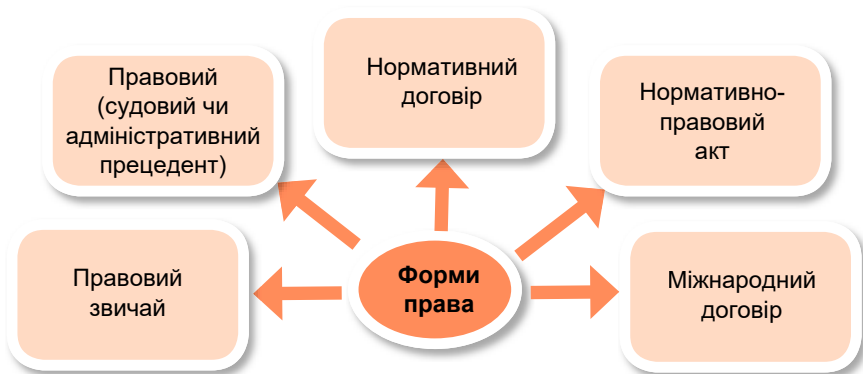 Правовий
(судовий чи
адміністративний
прецедент)
Нормативний
договір
Нормативно-
правовий
акт
Правовий
звичай
Форми
права
Міжнародний
договір